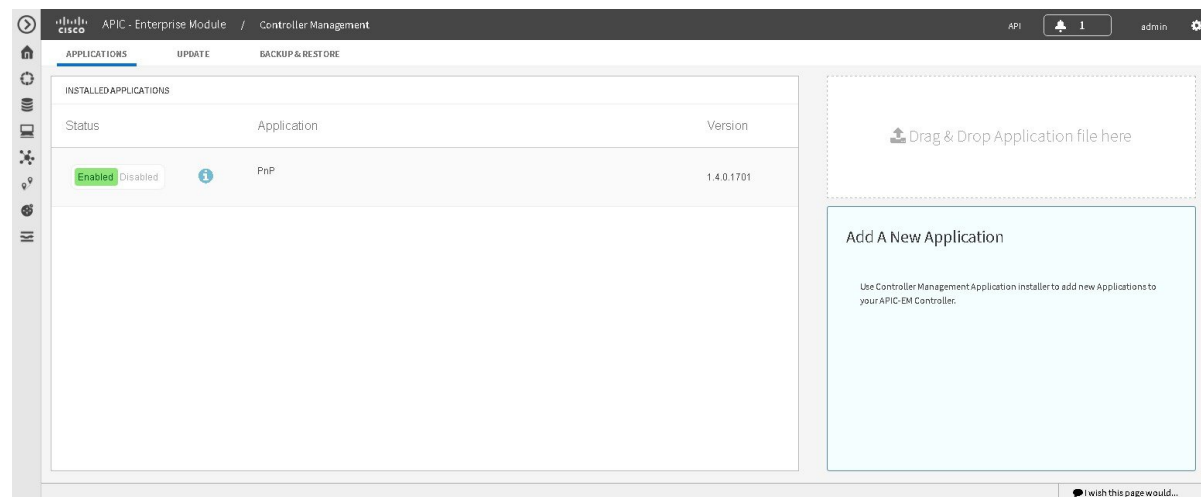 cisco APIC - Enterprise Module / Controller Management API 1 admin
APPLICATIONS UPDATE BACKUP & RESTORE
INSTALLED APPLICATIONS
Status Application Version
Enabled Disabled PnP 1.4.0.1701
Drag & Drop Application file here
Add A New Application
Use Controller Management Application installer to add new Applications to
your APIC-EM Controller.
I wish this page would...